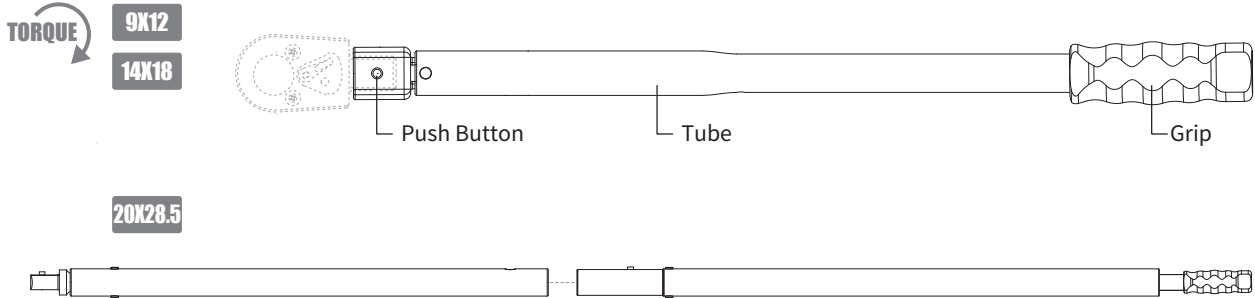 TORQUE
9X12
14X18
Push Button
Tube
Grip
20X28.5